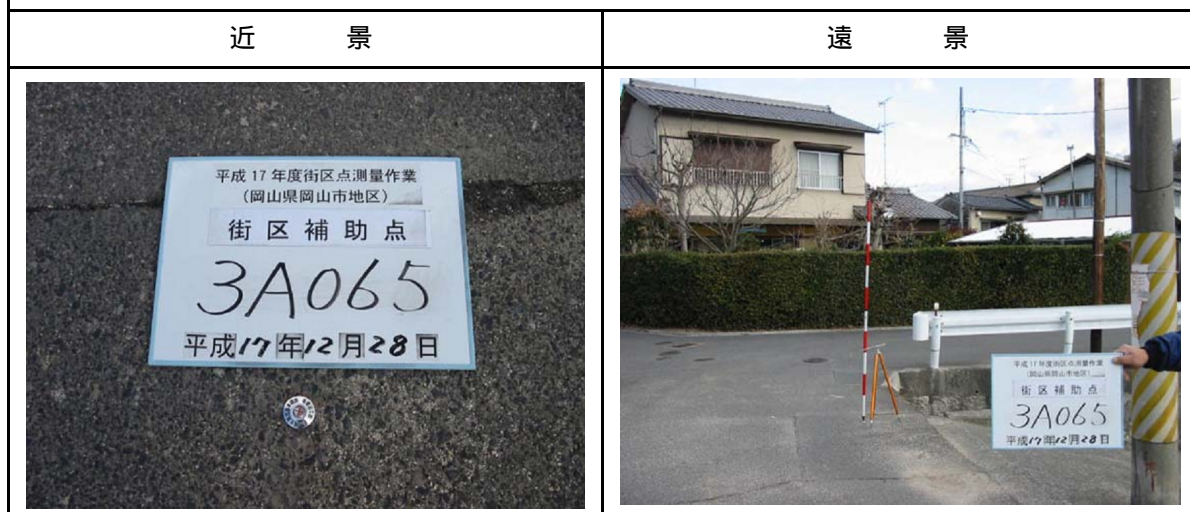 近 景
遠 景
平成17年度街区点測量作業
(岡山県岡山市地区)
街区補助点
3A065
平成17年12月28日
平成17年度街区点測量作業
(岡山県岡山市地区)
街区補助点
3A065
平成17年12月28日